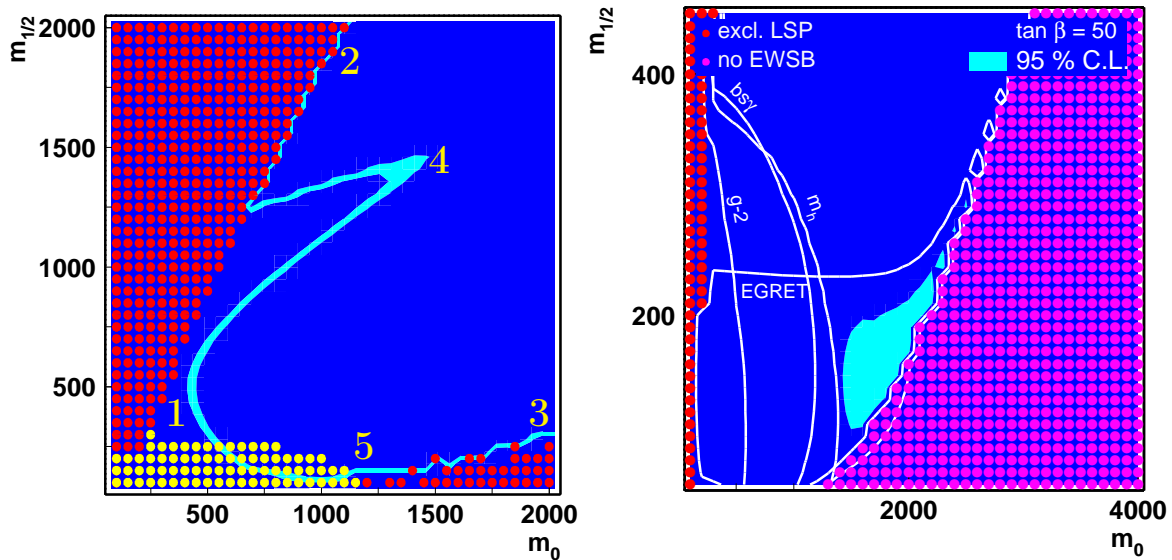 m1/2
2000
1500
1000
500
500
1000
1500
2000
m0
1
2
3
4
5
m1/2
400
200
excl. LSP
no EWSB
tan β = 50
95 % C.L.
bsγ
g-2
mh
EGRET
2000
4000
m0